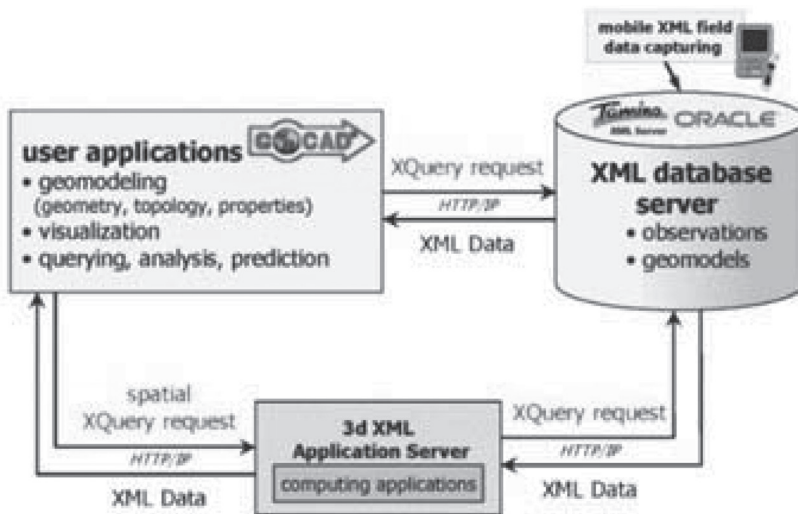 mobile XML field
data capturing
Tamino
XML Server
ORACLE
GOCAD
user applications
• geomodeling
(geometry, topology, properties)
• visualization
• querying, analysis, prediction
XQuery request
HTTP/IP
XML Data
XML database
server
• observations
• geomodels
spatial
XQuery request
HTTP/IP
XML Data
3d XML
Application Server
computing applications
XQuery request
HTTP/IP
XML Data